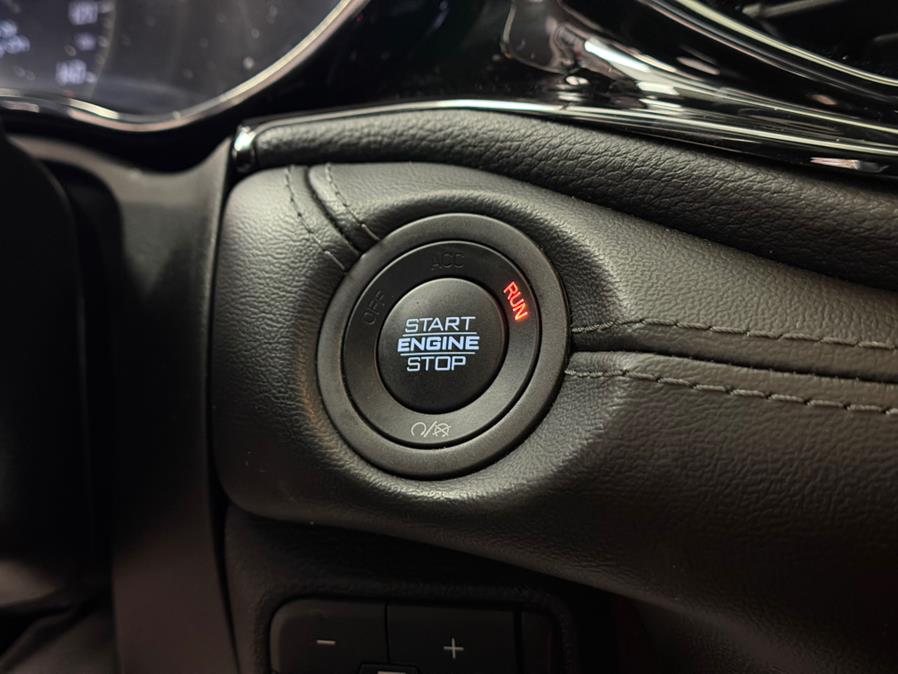 OFF
ACC
RUN
START
ENGINE
STOP
-
+